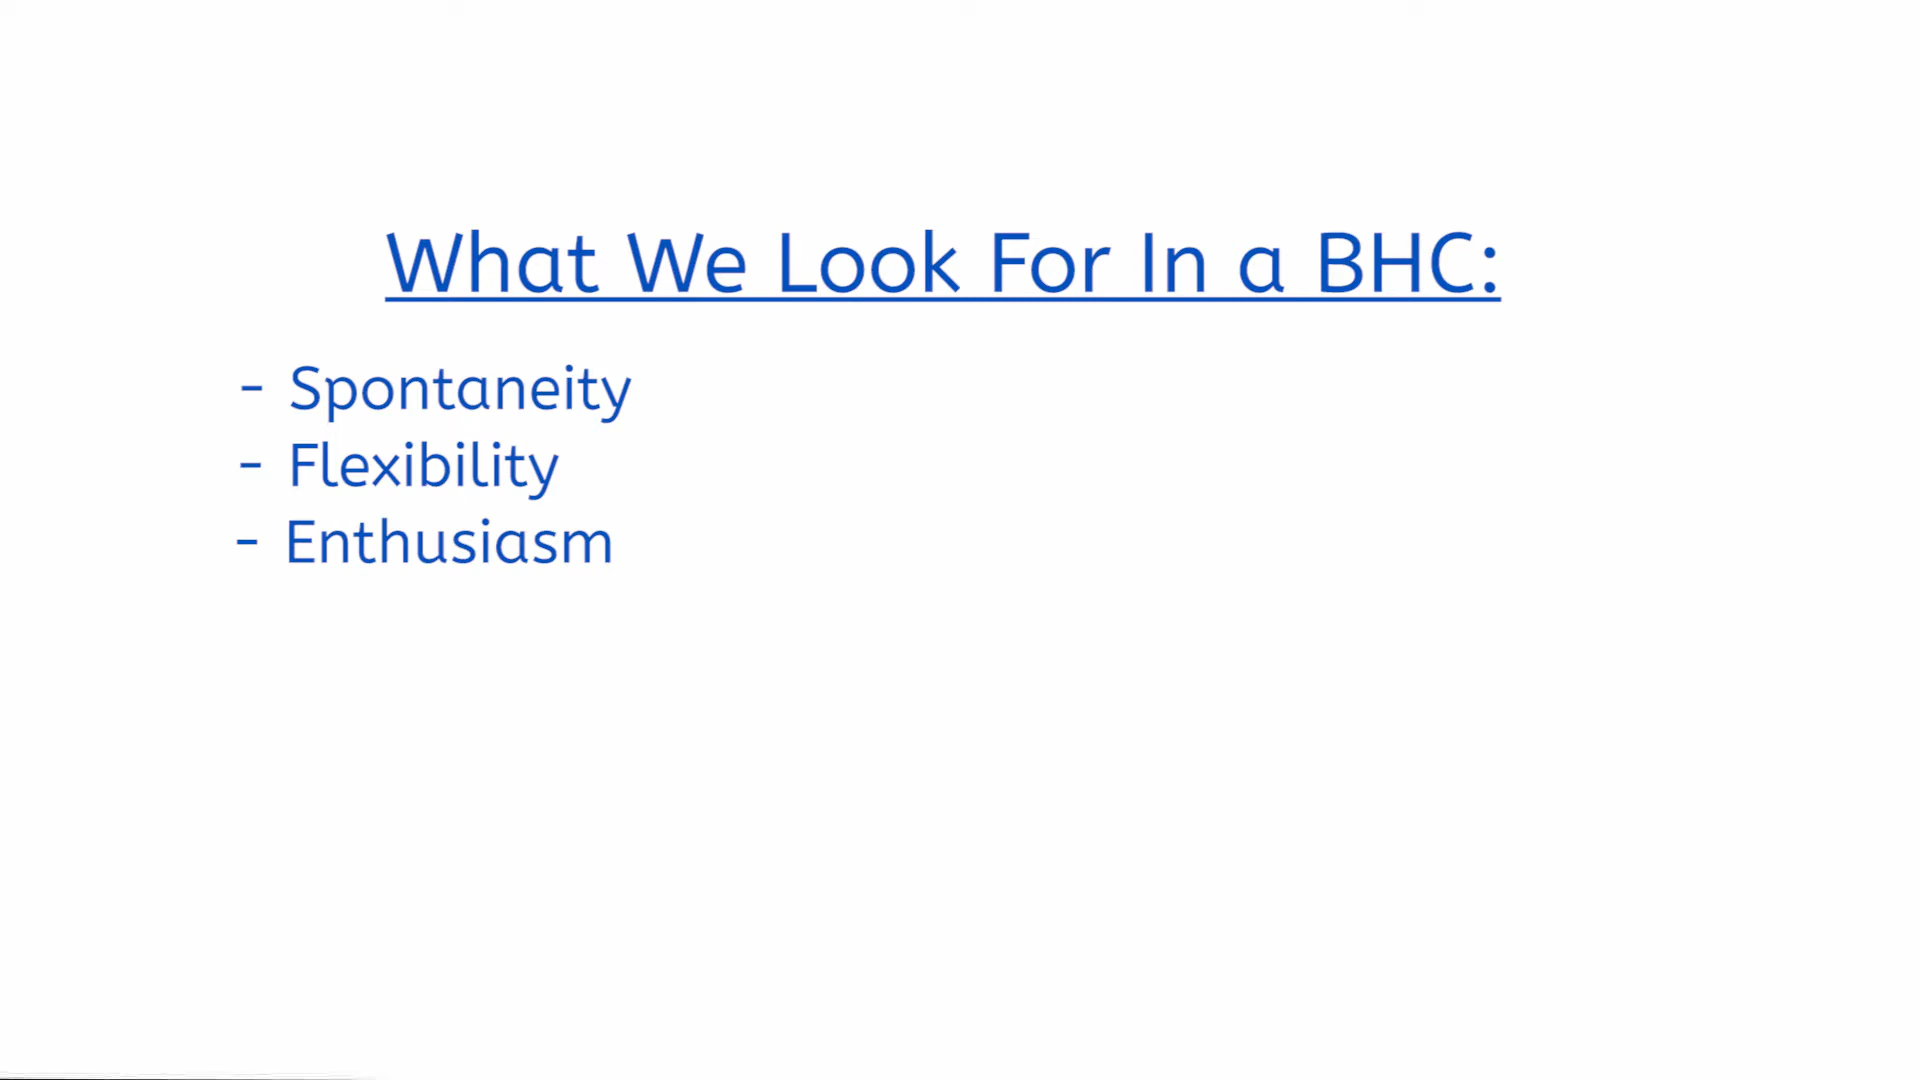 What We Look For In a BHC:
- Spontaneity
- Flexibility
- Enthusiasm